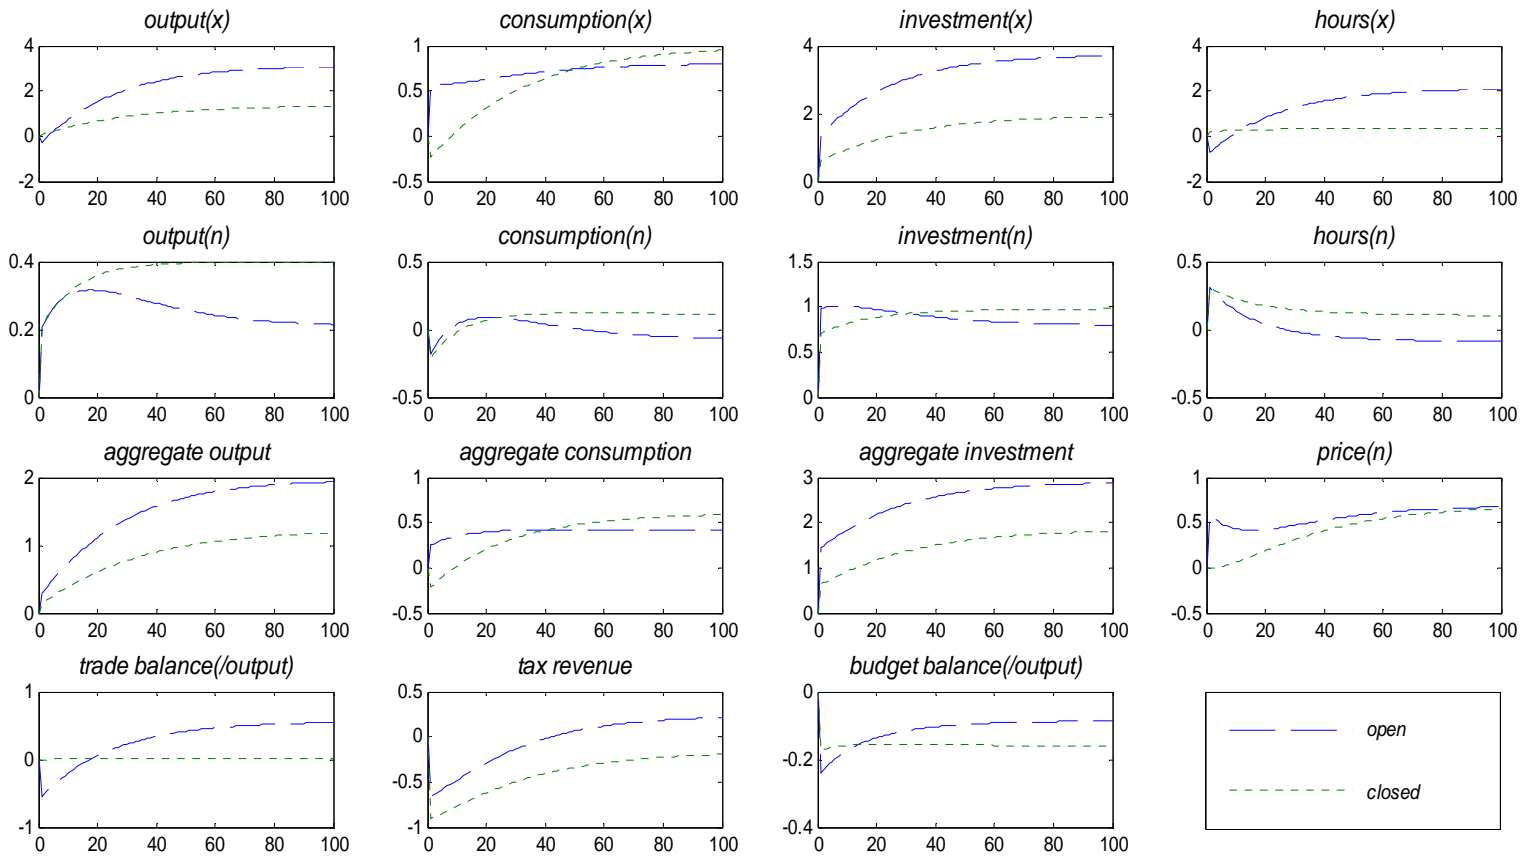 output(x)
consumption(x)
investment(x)
hours(x)
4
2
0
-2
0 20 40 60 80 100
1
0.5
0
-0.5
0 20 40 60 80 100
4
2
0
0 20 40 60 80 100
4
2
0
-2
0 20 40 60 80 100
output(n)
consumption(n)
investment(n)
hours(n)
0.4
0.2
0
0 20 40 60 80 100
0.5
0
-0.5
0 20 40 60 80 100
1.5
1
0.5
0
0 20 40 60 80 100
0.5
0
-0.5
0 20 40 60 80 100
aggregate output
aggregate consumption
aggregate investment
price(n)
2
1
0
0 20 40 60 80 100
1
0.5
0
-0.5
0 20 40 60 80 100
3
2
1
0
0 20 40 60 80 100
1
0.5
0
-0.5
0 20 40 60 80 100
trade balance(/output)
tax revenue
budget balance(/output)
1
0
-1
0 20 40 60 80 100
0.5
0
-0.5
-1
0 20 40 60 80 100
0
-0.2
-0.4
0 20 40 60 80 100
open
closed